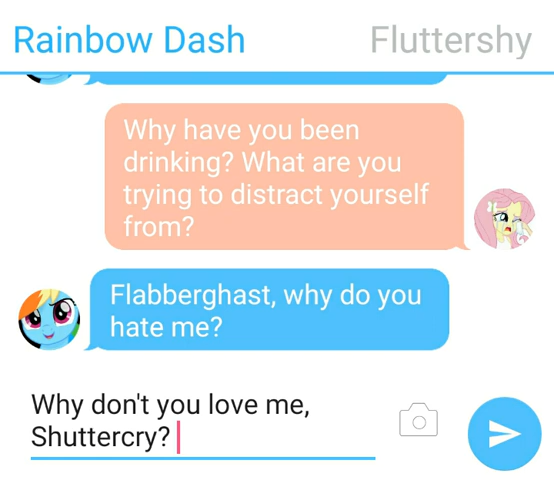 Rainbow Dash Fluttershy
Why have you been
drinking? What are you
trying to distract yourself
from?
Flabberghast, why do you
hate me?
Why don't you love me,
Shuttercry?